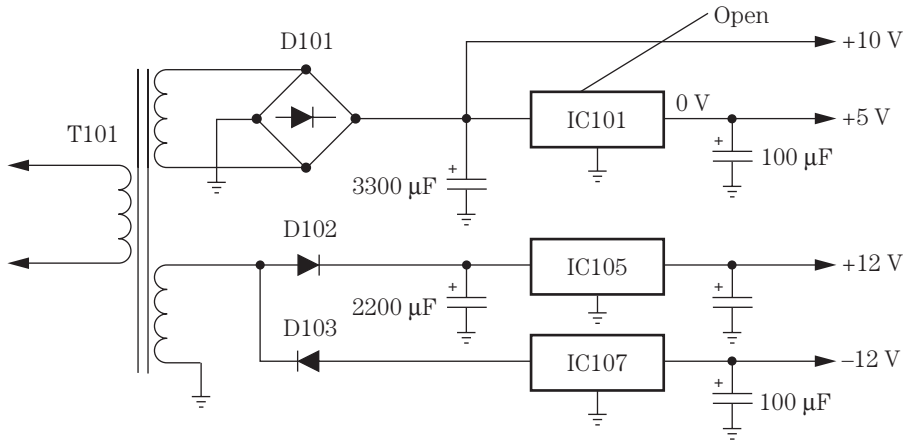 Open
D101
+10 V
T101
IC101
0 V
+5 V
+
3300 µF
+
100 µF
D102
IC105
+12 V
+
2200 µF
+
D103
IC107
–12 V
+
100 µF